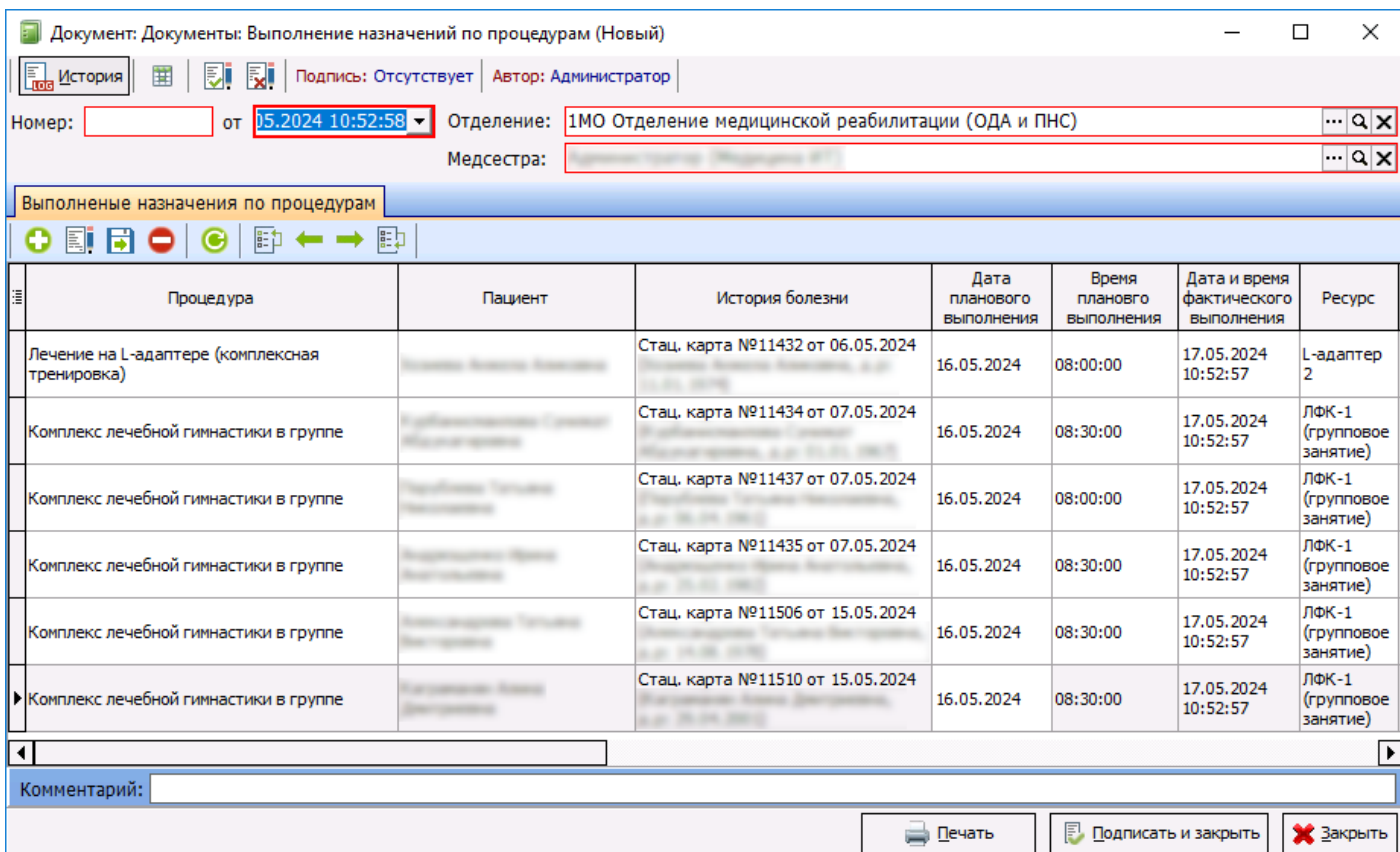 Документ: Документы: Выполнение назначений по процедурам (Новый)
LOG История Подпись: Отсутствует Автор: Администратор
Номер: от 05.2024 10:52:58 Отделение: 1МО Отделение медицинской реабилитации (ОДА и ПНС)
Медсестра:
Выполненые назначения по процедурам
Процедура
Пациент
История болезни
Дата
планового
выполнения
Время
плановго
выполнения
Дата и время
фактического
выполнения
Ресурс
Лечение на L-адаптере (комплексная
тренировка)
Стац. карта №11432 от 06.05.2024
16.05.2024
08:00:00
17.05.2024
10:52:57
L-адаптер
2
Комплекс лечебной гимнастики в группе
Стац. карта №11434 от 07.05.2024
16.05.2024
08:30:00
17.05.2024
10:52:57
ЛФК-1
(групповое
занятие)
Комплекс лечебной гимнастики в группе
Стац. карта №11437 от 07.05.2024
16.05.2024
08:00:00
17.05.2024
10:52:57
ЛФК-1
(групповое
занятие)
Комплекс лечебной гимнастики в группе
Стац. карта №11435 от 07.05.2024
16.05.2024
08:30:00
17.05.2024
10:52:57
ЛФК-1
(групповое
занятие)
Комплекс лечебной гимнастики в группе
Стац. карта №11506 от 15.05.2024
16.05.2024
08:30:00
17.05.2024
10:52:57
ЛФК-1
(групповое
занятие)
Комплекс лечебной гимнастики в группе
Стац. карта №11510 от 15.05.2024
16.05.2024
08:30:00
17.05.2024
10:52:57
ЛФК-1
(групповое
занятие)
Комментарий:
Печать Подписать и закрыть Закрыть